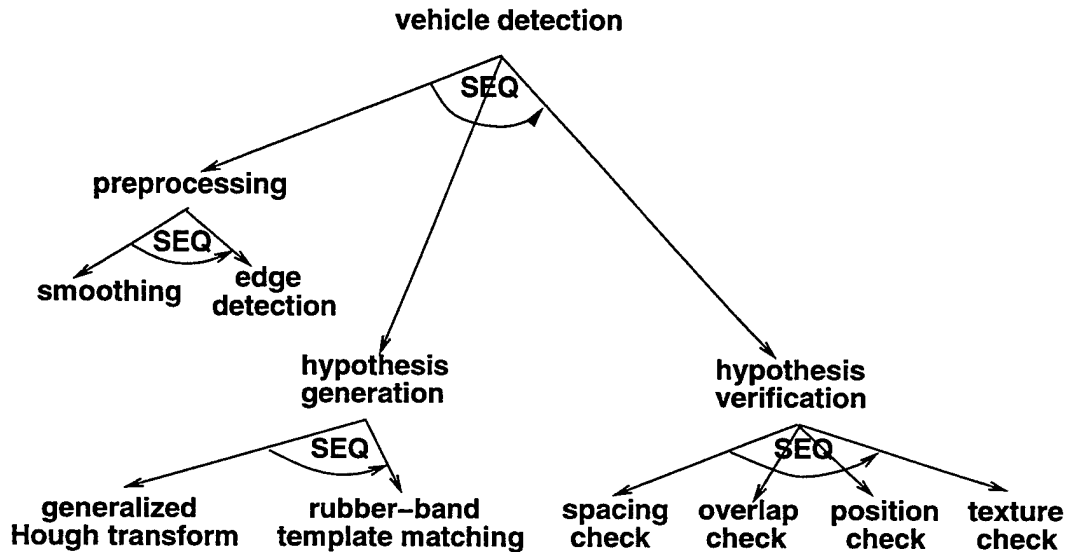 vehicle detection
SEQ
preprocessing
SEQ
smoothing
edge
detection
hypothesis
generation
SEQ
generalized
Hough transform
rubber−band
template matching
hypothesis
verification
SEQ
spacing
check
overlap
check
position
check
texture
check